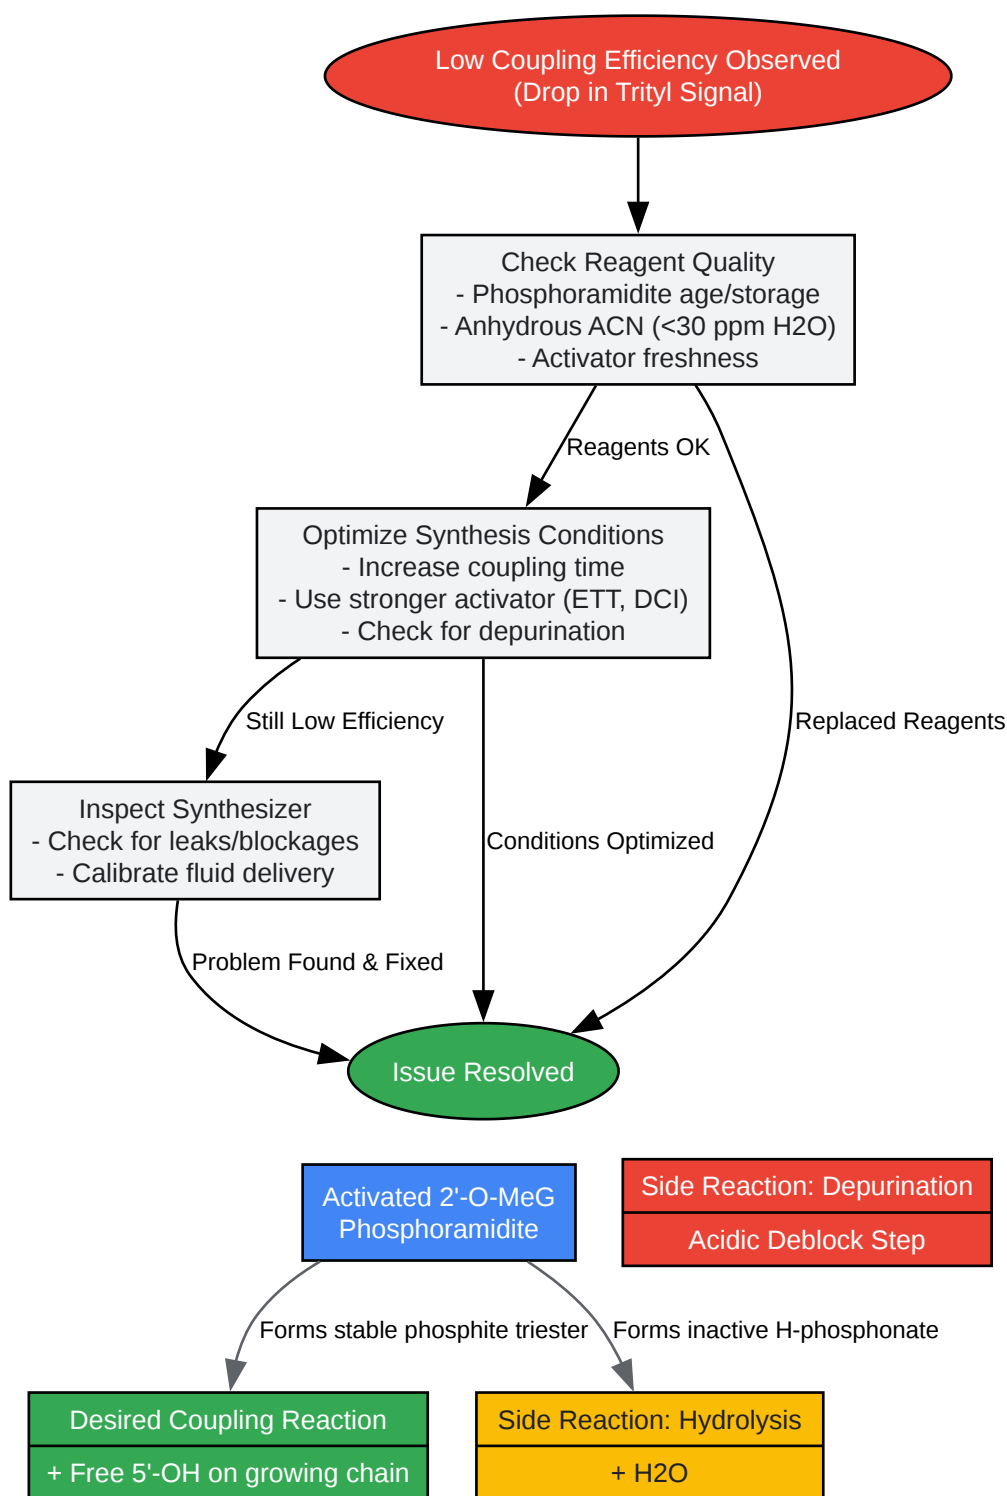 Low Coupling Efficiency Observed
(Drop in Trityl Signal)
Check Reagent Quality
- Phosphoramidite age/storage
- Anhydrous ACN (<30 ppm H2O)
- Activator freshness
Reagents OK
Optimize Synthesis Conditions
- Increase coupling time
- Use stronger activator (ETT, DCI)
- Check for depurination
Still Low Efficiency
Replaced Reagents
Inspect Synthesizer
- Check for leaks/blockages
- Calibrate fluid delivery
Conditions Optimized
Problem Found & Fixed
Issue Resolved
Activated 2'-O-MeG
Phosphoramidite
Side Reaction: Depurination
Acidic Deblock Step
Forms stable phosphite triester
Forms inactive H-phosphonate
Desired Coupling Reaction
+ Free 5'-OH on growing chain
Side Reaction: Hydrolysis
+ H2O